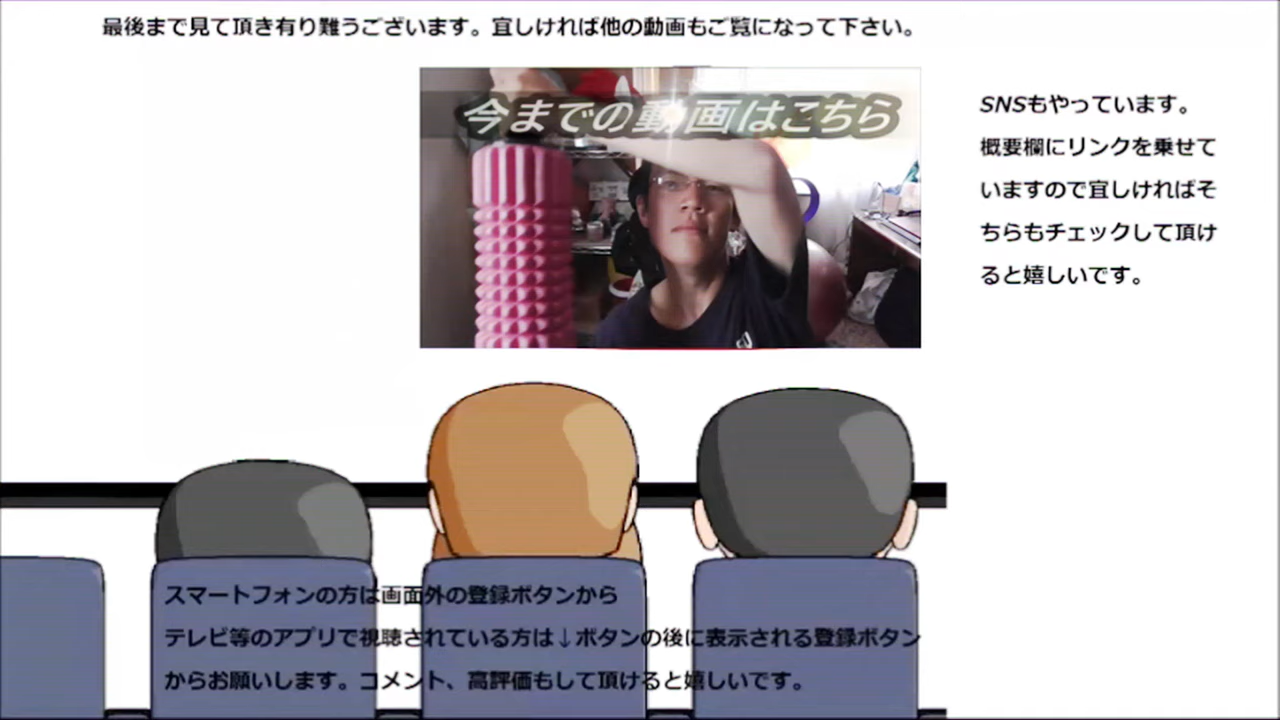 最後まで見て頂き有り難うございます。宜しければ他の動画もご覧になって下さい。
今までの動画はこちら
SNSもやっています。
概要欄にリンクを乗せて
いますので宜しければそ
ちらもチェックして頂け
ると嬉しいです。
スマートフォンの方は画面外の登録ボタンから
テレビ等のアプリで視聴されている方は↓ボタンの後に表示される登録ボタン
からお願いします。コメント、高評価もして頂けると嬉しいです。